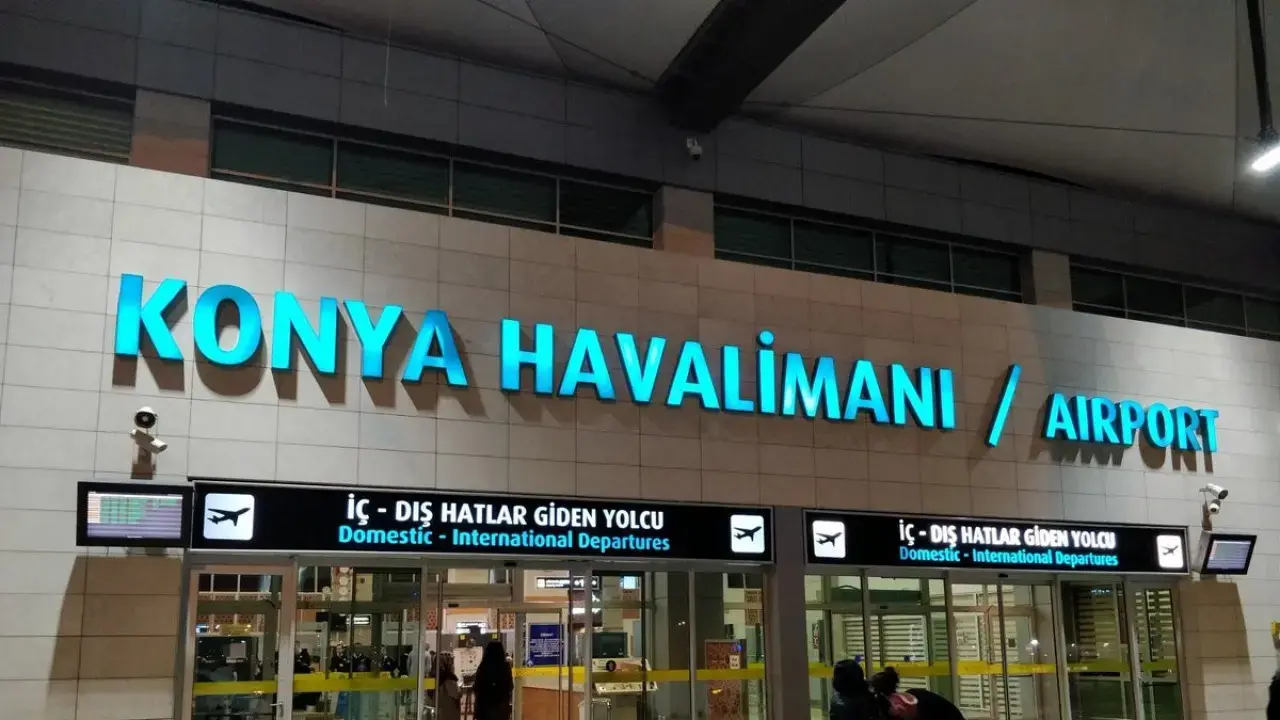 KONYA HAVALİMANI / AIRPORT
İÇ - DIŞ HATLAR GİDEN YOLCU
Domestic - International Departures
İÇ - DIŞ HATLAR GİDEN YOLCU
Domestic - International Departures